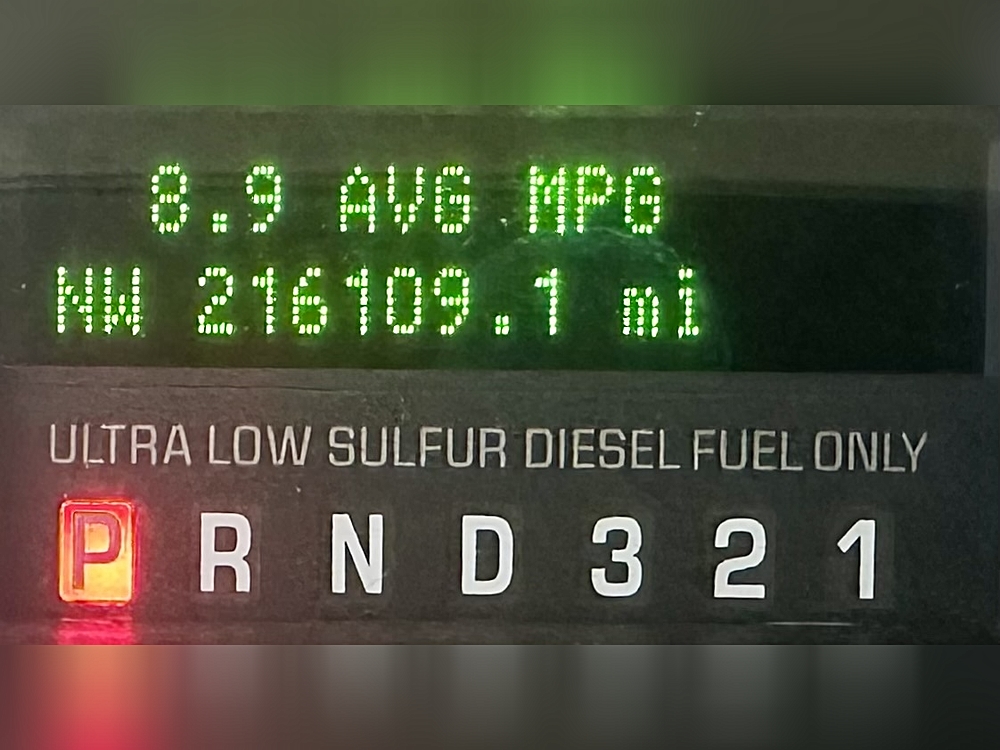 8.9 AVG MPG
NW 216109.1 mi
ULTRA LOW SULFUR DIESEL FUEL ONLY
P R N D 3 2 1